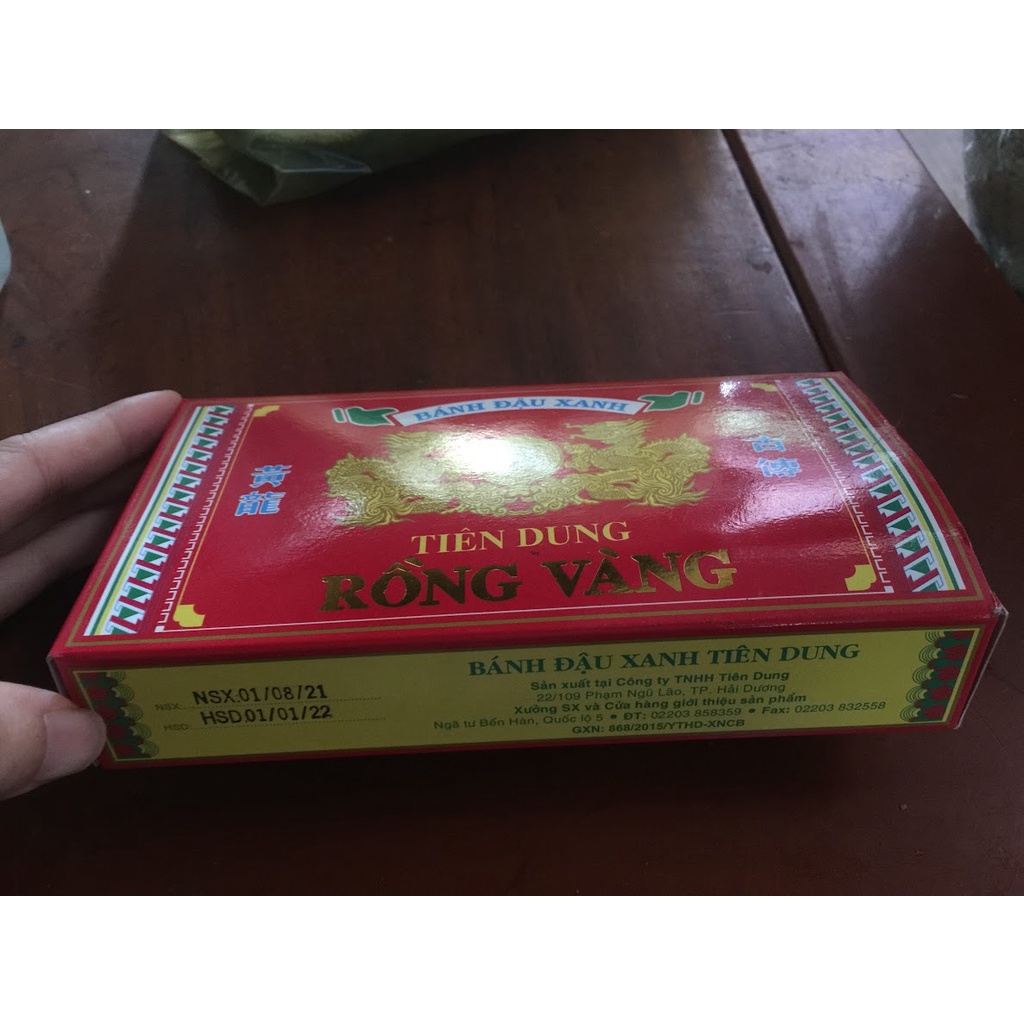 BÁNH ĐẬU XANH
黃龍
TIÊN DUNG
RỒNG VÀNG
NSX: NSX.01/08/21
HSD: HSD.01/01/22
BÁNH ĐẬU XANH TIÊN DUNG
Sản xuất tại Công ty TNHH Tiên Dung
22/109 Phạm Ngũ Lão, TP. Hải Dương
Xưởng SX và Cửa hàng giới thiệu sản phẩm
Ngã tư Bến Hàn, Quốc lộ 5 • ĐT: 02203 858359 • Fax: 02203 832558
GXN: 868/2015/YTHD-XNCB